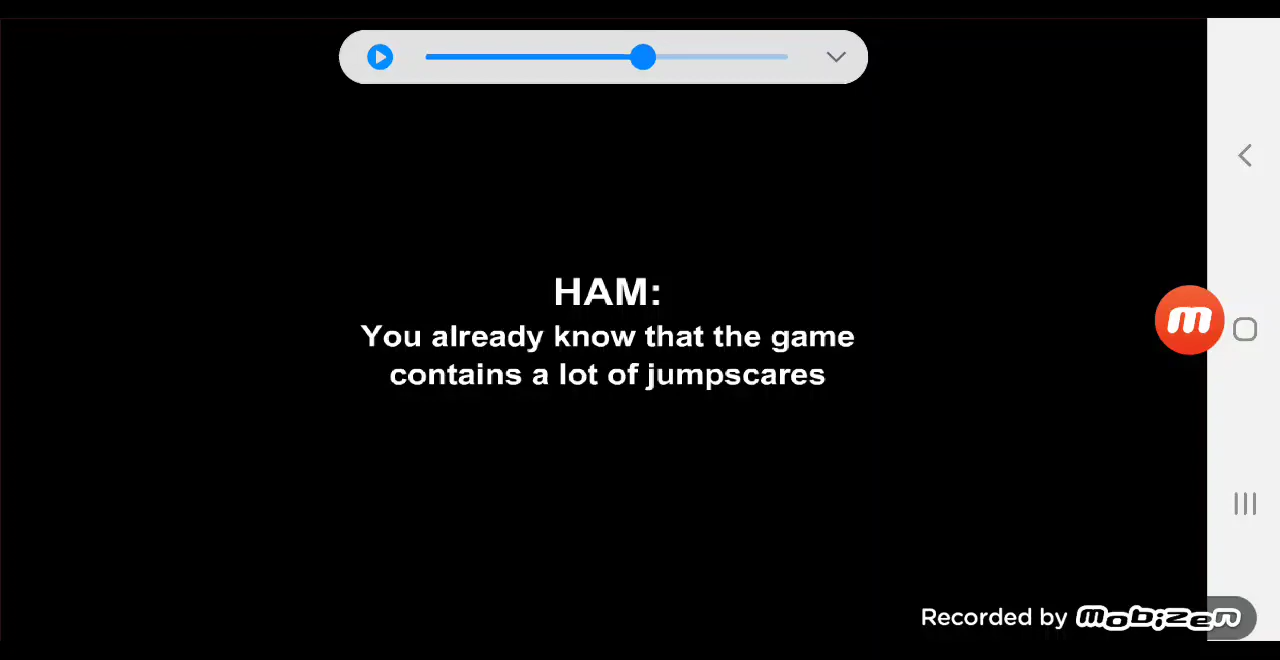 HAM:
You already know that the game
contains a lot of jumpscares
m
Recorded by Mobizen